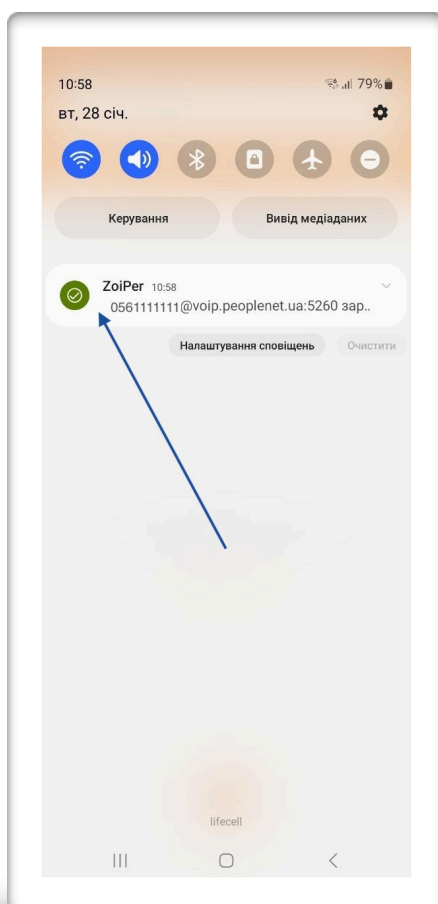 10:58 79%
вт, 28 січ.
Керування Вивід медіаданих
ZoiPer 10:58
0561111111@voip.peoplenet.ua:5260 зар..
Налаштування сповіщень Очистити
lifecell